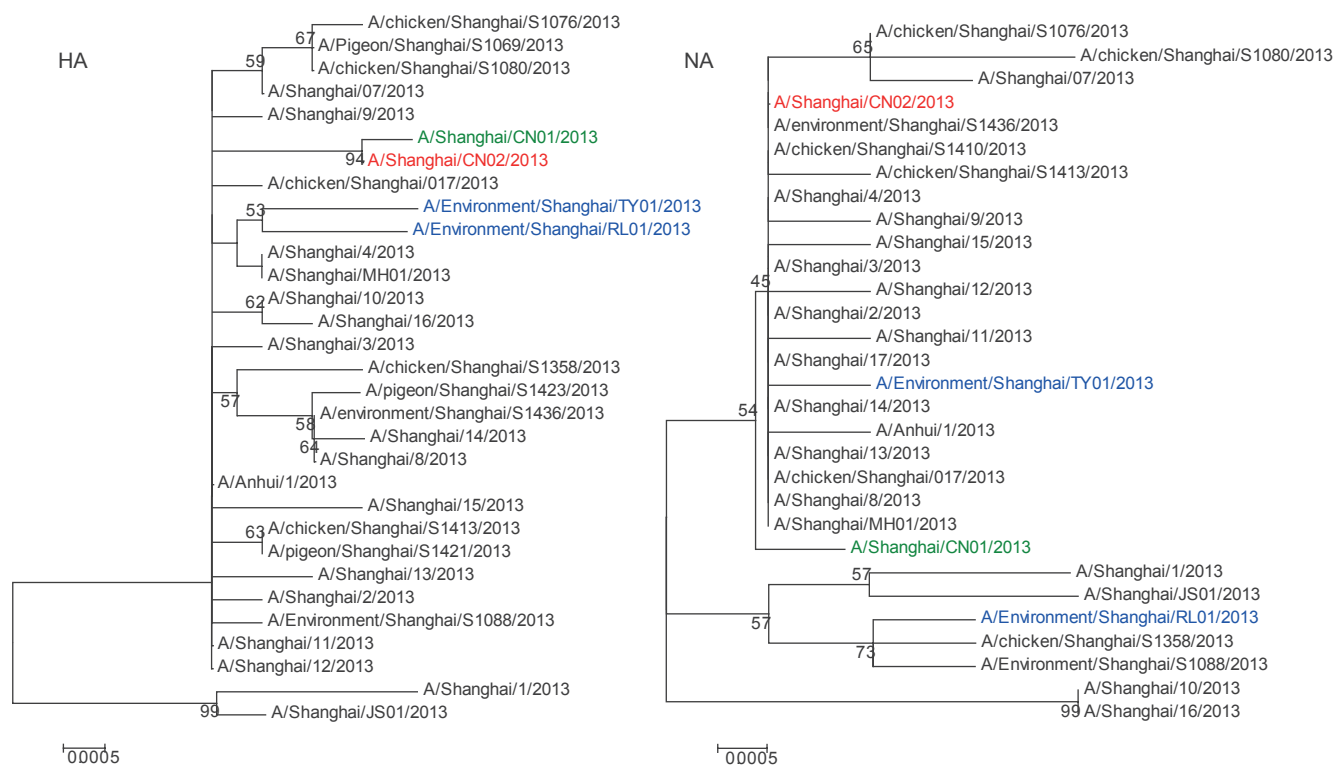 HA
67
A/chicken/Shanghai/S1076/2013
A/Pigeon/Shanghai/S1069/2013
A/chicken/Shanghai/S1080/2013
59
A/Shanghai/07/2013
A/Shanghai/9/2013
A/Shanghai/CN01/2013
94
A/Shanghai/CN02/2013
A/chicken/Shanghai/017/2013
53
A/Environment/Shanghai/TY01/2013
A/Environment/Shanghai/RL01/2013
A/Shanghai/4/2013
A/Shanghai/MH01/2013
62
A/Shanghai/10/2013
A/Shanghai/16/2013
A/Shanghai/3/2013
A/chicken/Shanghai/S1358/2013
57
A/pigeon/Shanghai/S1423/2013
A/environment/Shanghai/S1436/2013
58
A/Shanghai/14/2013
64
A/Shanghai/8/2013
A/Anhui/1/2013
A/Shanghai/15/2013
63
A/chicken/Shanghai/S1413/2013
A/pigeon/Shanghai/S1421/2013
A/Shanghai/13/2013
A/Shanghai/2/2013
A/Environment/Shanghai/S1088/2013
A/Shanghai/11/2013
A/Shanghai/12/2013
A/Shanghai/1/2013
99
A/Shanghai/JS01/2013
0.0005
NA
A/chicken/Shanghai/S1076/2013
65
A/chicken/Shanghai/S1080/2013
A/Shanghai/07/2013
A/Shanghai/CN02/2013
A/environment/Shanghai/S1436/2013
A/chicken/Shanghai/S1410/2013
A/chicken/Shanghai/S1413/2013
A/Shanghai/4/2013
A/Shanghai/9/2013
A/Shanghai/15/2013
A/Shanghai/3/2013
45
A/Shanghai/12/2013
A/Shanghai/2/2013
A/Shanghai/11/2013
A/Shanghai/17/2013
A/Environment/Shanghai/TY01/2013
54
A/Shanghai/14/2013
A/Anhui/1/2013
A/Shanghai/13/2013
A/chicken/Shanghai/017/2013
A/Shanghai/8/2013
A/Shanghai/MH01/2013
A/Shanghai/CN01/2013
57
A/Shanghai/1/2013
A/Shanghai/JS01/2013
57
A/Environment/Shanghai/RL01/2013
A/chicken/Shanghai/S1358/2013
73
A/Environment/Shanghai/S1088/2013
A/Shanghai/10/2013
99
A/Shanghai/16/2013
0.0005